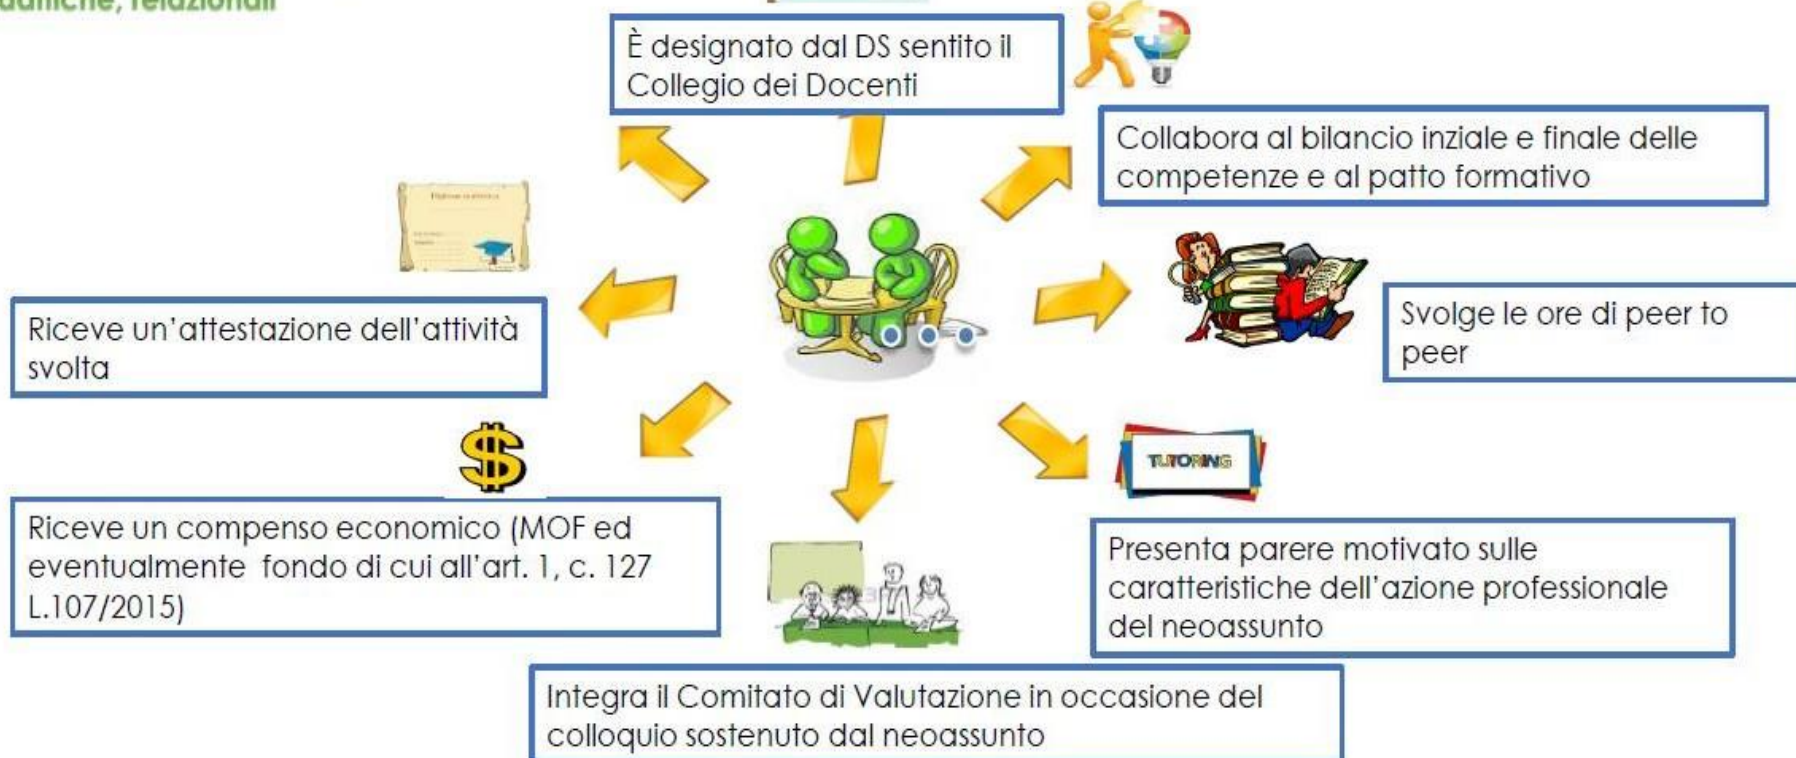 relazionali
È designato dal DS sentito il
Collegio dei Docenti
Collabora al bilancio inziale e finale delle
competenze e al patto formativo
Svolge le ore di peer to
peer
Riceve un'attestazione dell'attività
svolta
TUTORING
Riceve un compenso economico (MOF ed
eventualmente fondo di cui all'art. 1, c. 127
L.107/2015)
Presenta parere motivato sulle
caratteristiche dell'azione professionale
del neoassunto
Integra il Comitato di Valutazione in occasione del
colloquio sostenuto dal neoassunto